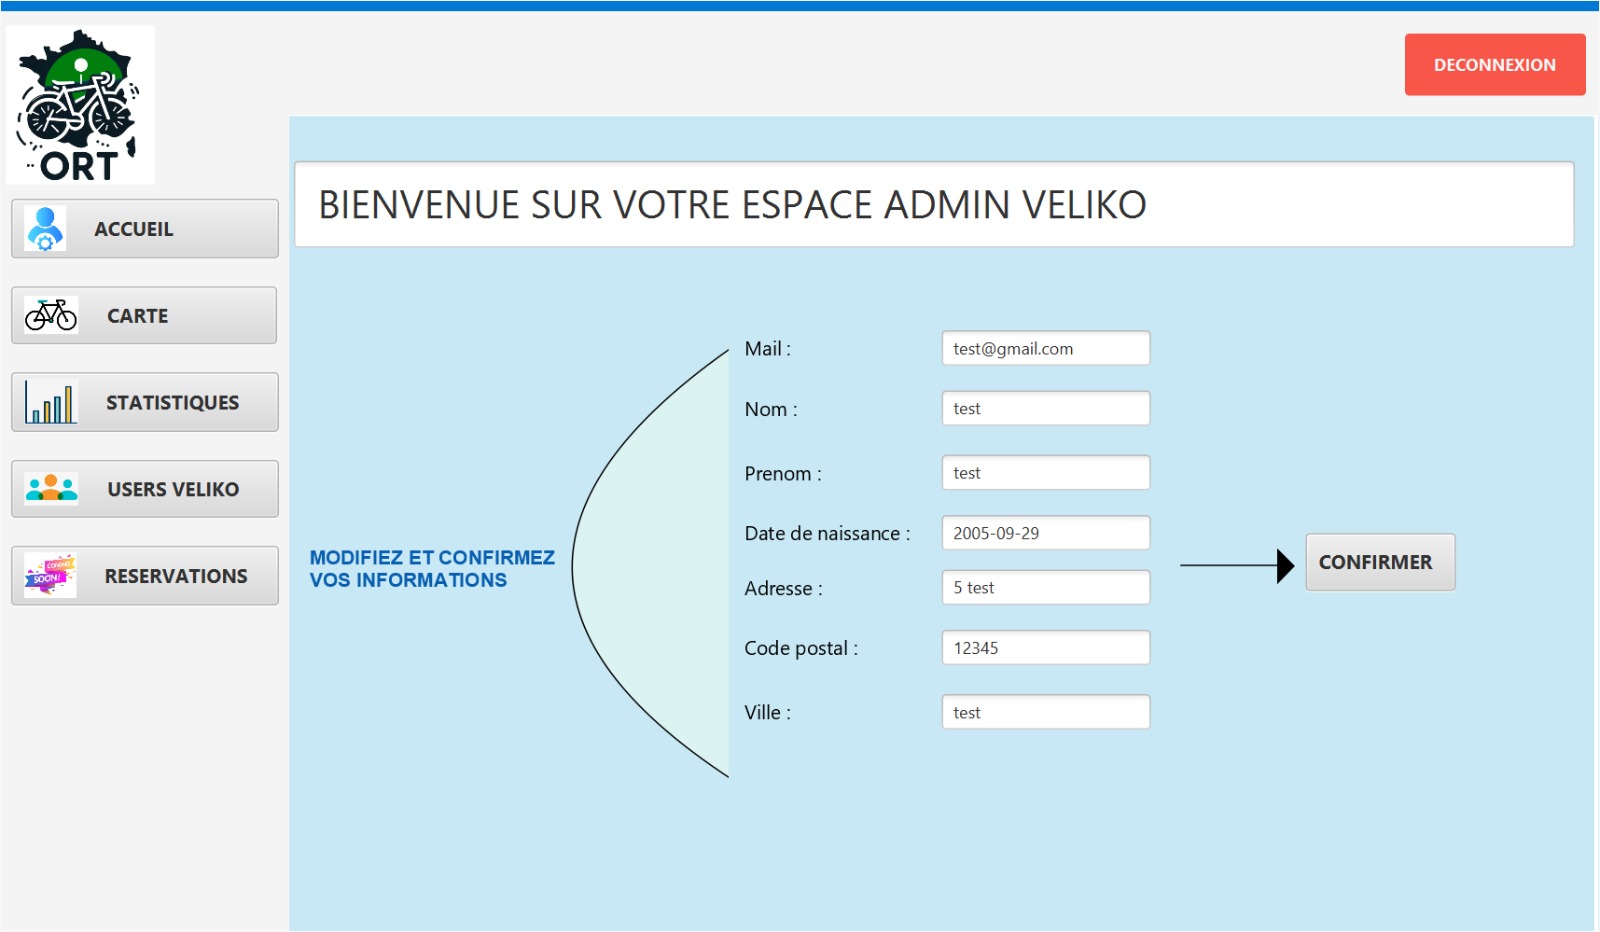 ORT
DECONNEXION
ACCUEIL
CARTE
STATISTIQUES
USERS VELIKO
COMING
SOON!
RESERVATIONS
BIENVENUE SUR VOTRE ESPACE ADMIN VELIKO
MODIFIEZ ET CONFIRMEZ
VOS INFORMATIONS
Mail : test@gmail.com
Nom : test
Prenom : test
Date de naissance : 2005-09-29
Adresse : 5 test
Code postal : 12345
Ville : test
CONFIRMER